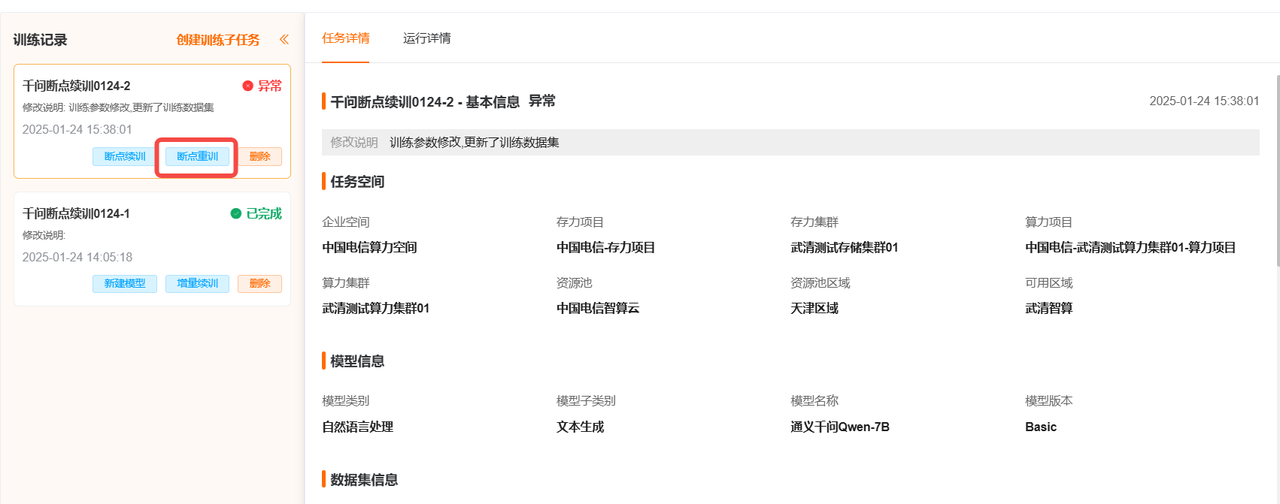 训练记录
创建训练子任务
千问断点续训0124-2
异常
修改说明: 训练参数修改,更新了训练数据集
2025-01-24 15:38:01
断点续训
断点重训
删除
千问断点续训0124-1
已完成
修改说明:
2025-01-24 14:05:18
新建模型
增量续训
删除
任务详情
运行详情
千问断点续训0124-2 - 基本信息 异常
2025-01-24 15:38:01
修改说明 训练参数修改,更新了训练数据集
任务空间
企业空间 存力项目 存力集群 算力项目
中国电信算力空间 中国电信-存力项目 武清测试存储集群01 中国电信-武清测试算力集群01-算力项目
算力集群 资源池 资源池区域 可用区域
武清测试算力集群01 中国电信智算云 天津区域 武清智算
模型信息
模型类别 模型子类别 模型名称 模型版本
自然语言处理 文本生成 通义千问Qwen-7B Basic
数据集信息